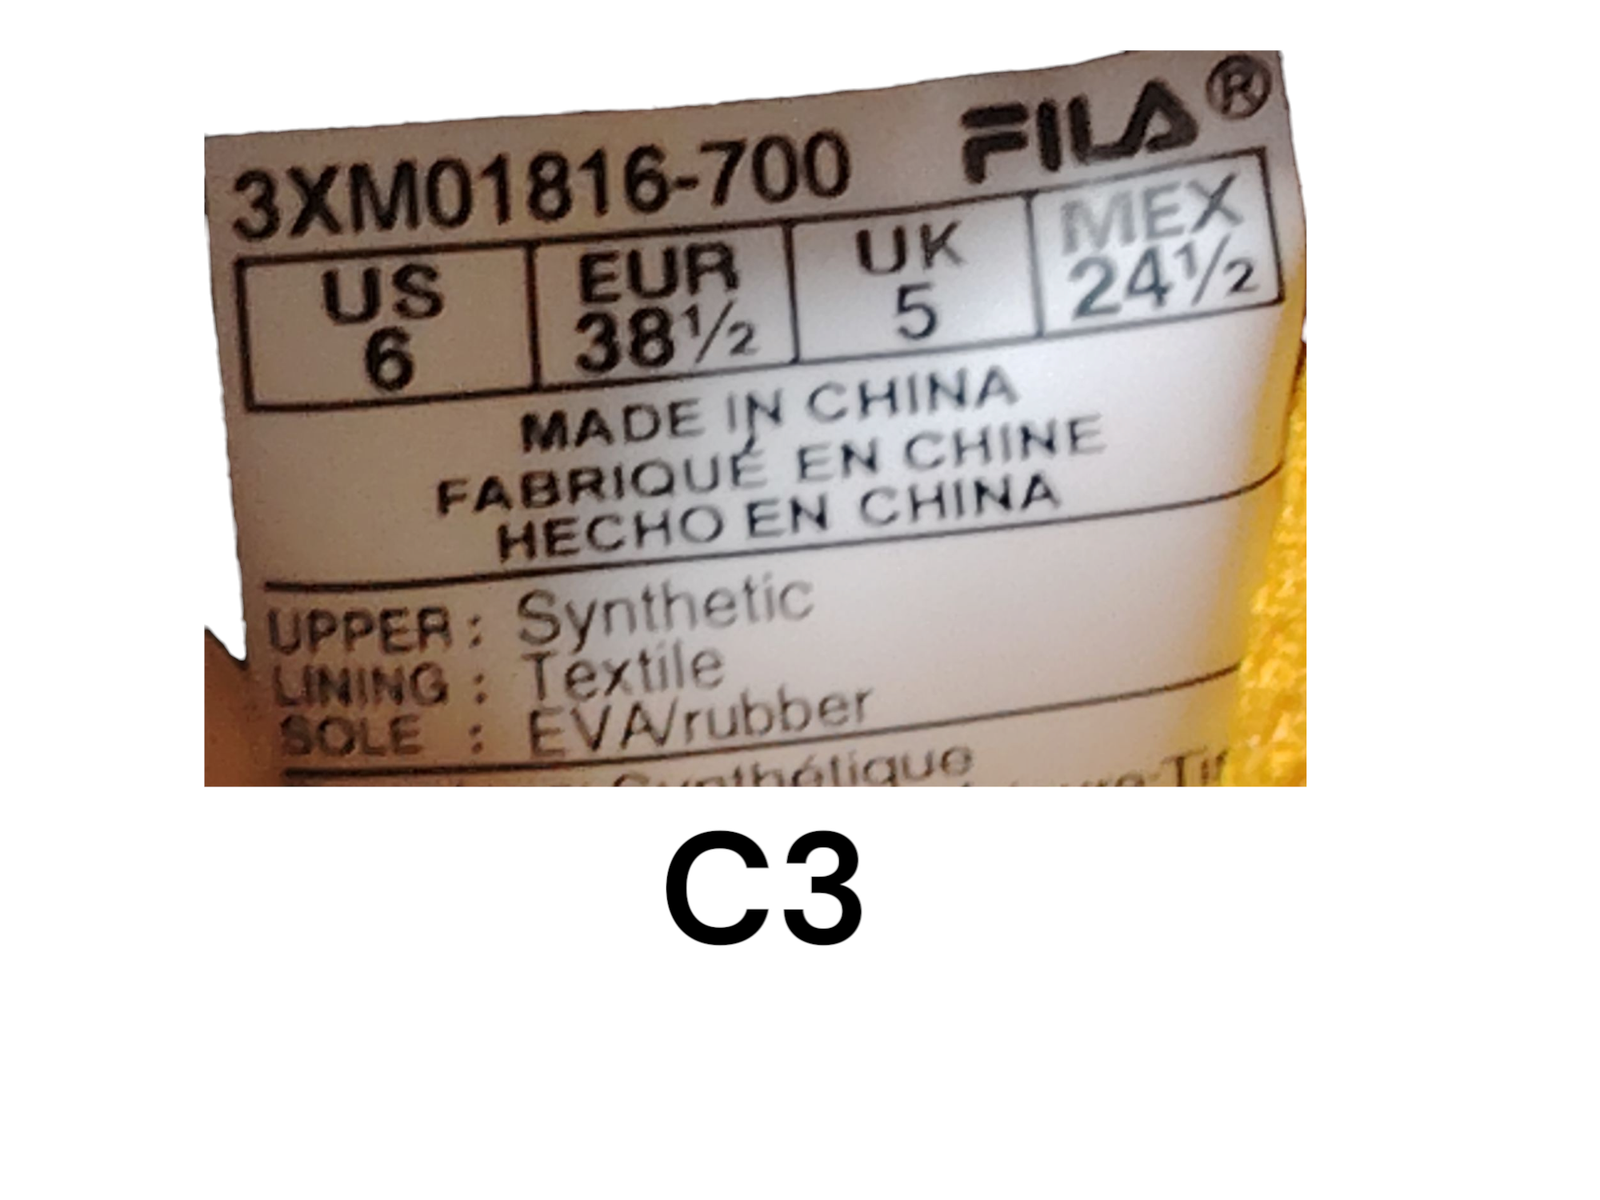 3XM01816-700 FILA®
US EUR UK MEX
6 38½ 5 24½
MADE IN CHINA
FABRIQUÉ EN CHINE
HECHO EN CHINA
UPPER : Synthetic
LINING : Textile
SOLE : EVA/rubber
Synthétique
C3